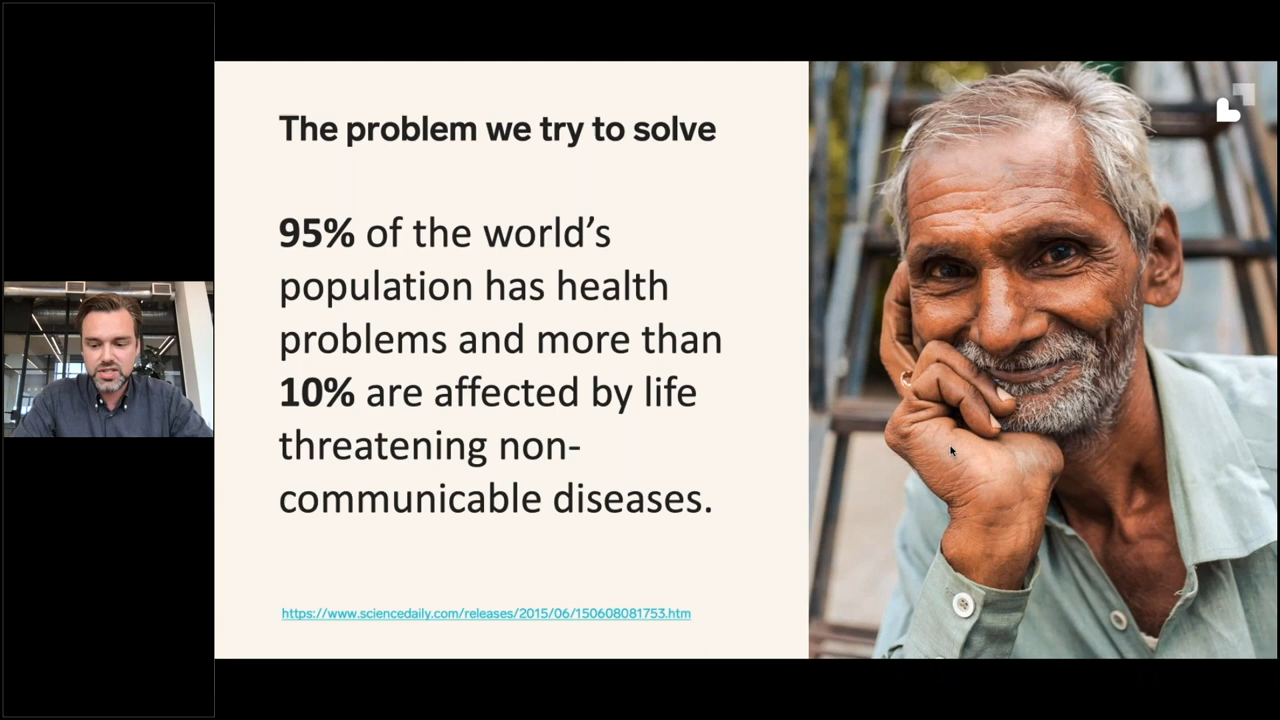 The problem we try to solve
95% of the world’s
population has health
problems and more than
10% are affected by life
threatening non-
communicable diseases.
https://www.sciencedaily.com/releases/2015/06/150608081753.htm